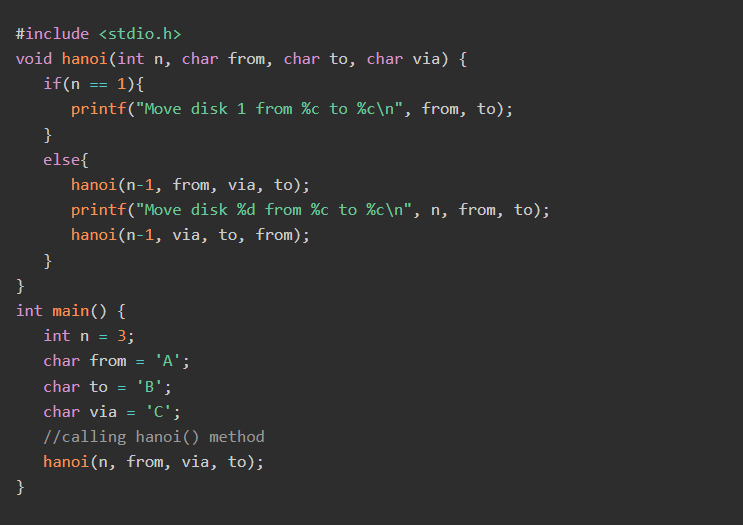 #include <stdio.h>
void hanoi(int n, char from, char to, char via) {
   if(n == 1){
      printf("Move disk 1 from %c to %c\n", from, to);
   }
   else{
      hanoi(n-1, from, via, to);
      printf("Move disk %d from %c to %c\n", n, from, to);
      hanoi(n-1, via, to, from);
   }
}
int main() {
   int n = 3;
   char from = 'A';
   char to = 'B';
   char via = 'C';
   //calling hanoi() method
   hanoi(n, from, via, to);
}